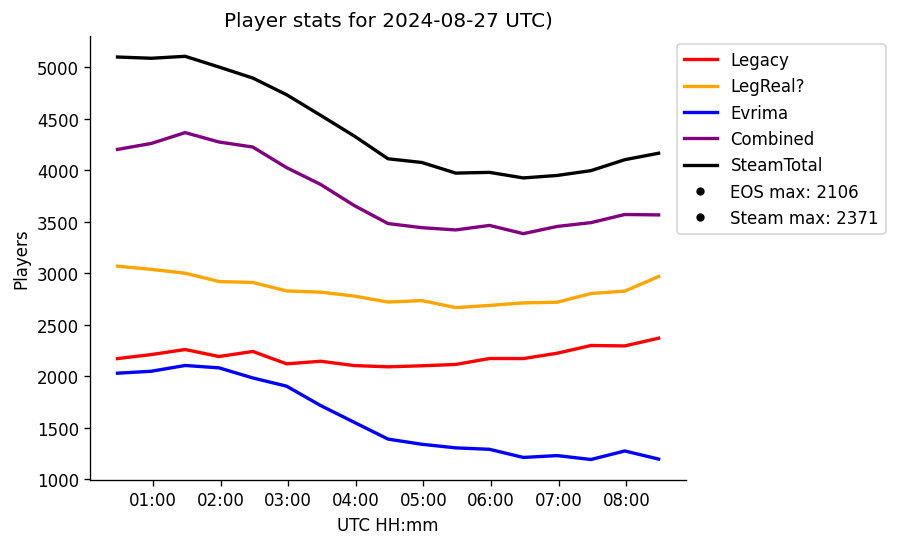 Player stats for 2024-08-27 UTC)
Legacy
LegReal?
Evrima
Combined
SteamTotal
EOS max: 2106
Steam max: 2371
5000
4500
4000
3500
3000
2500
2000
1500
1000
Players
01:00 02:00 03:00 04:00 05:00 06:00 07:00 08:00
UTC HH:mm